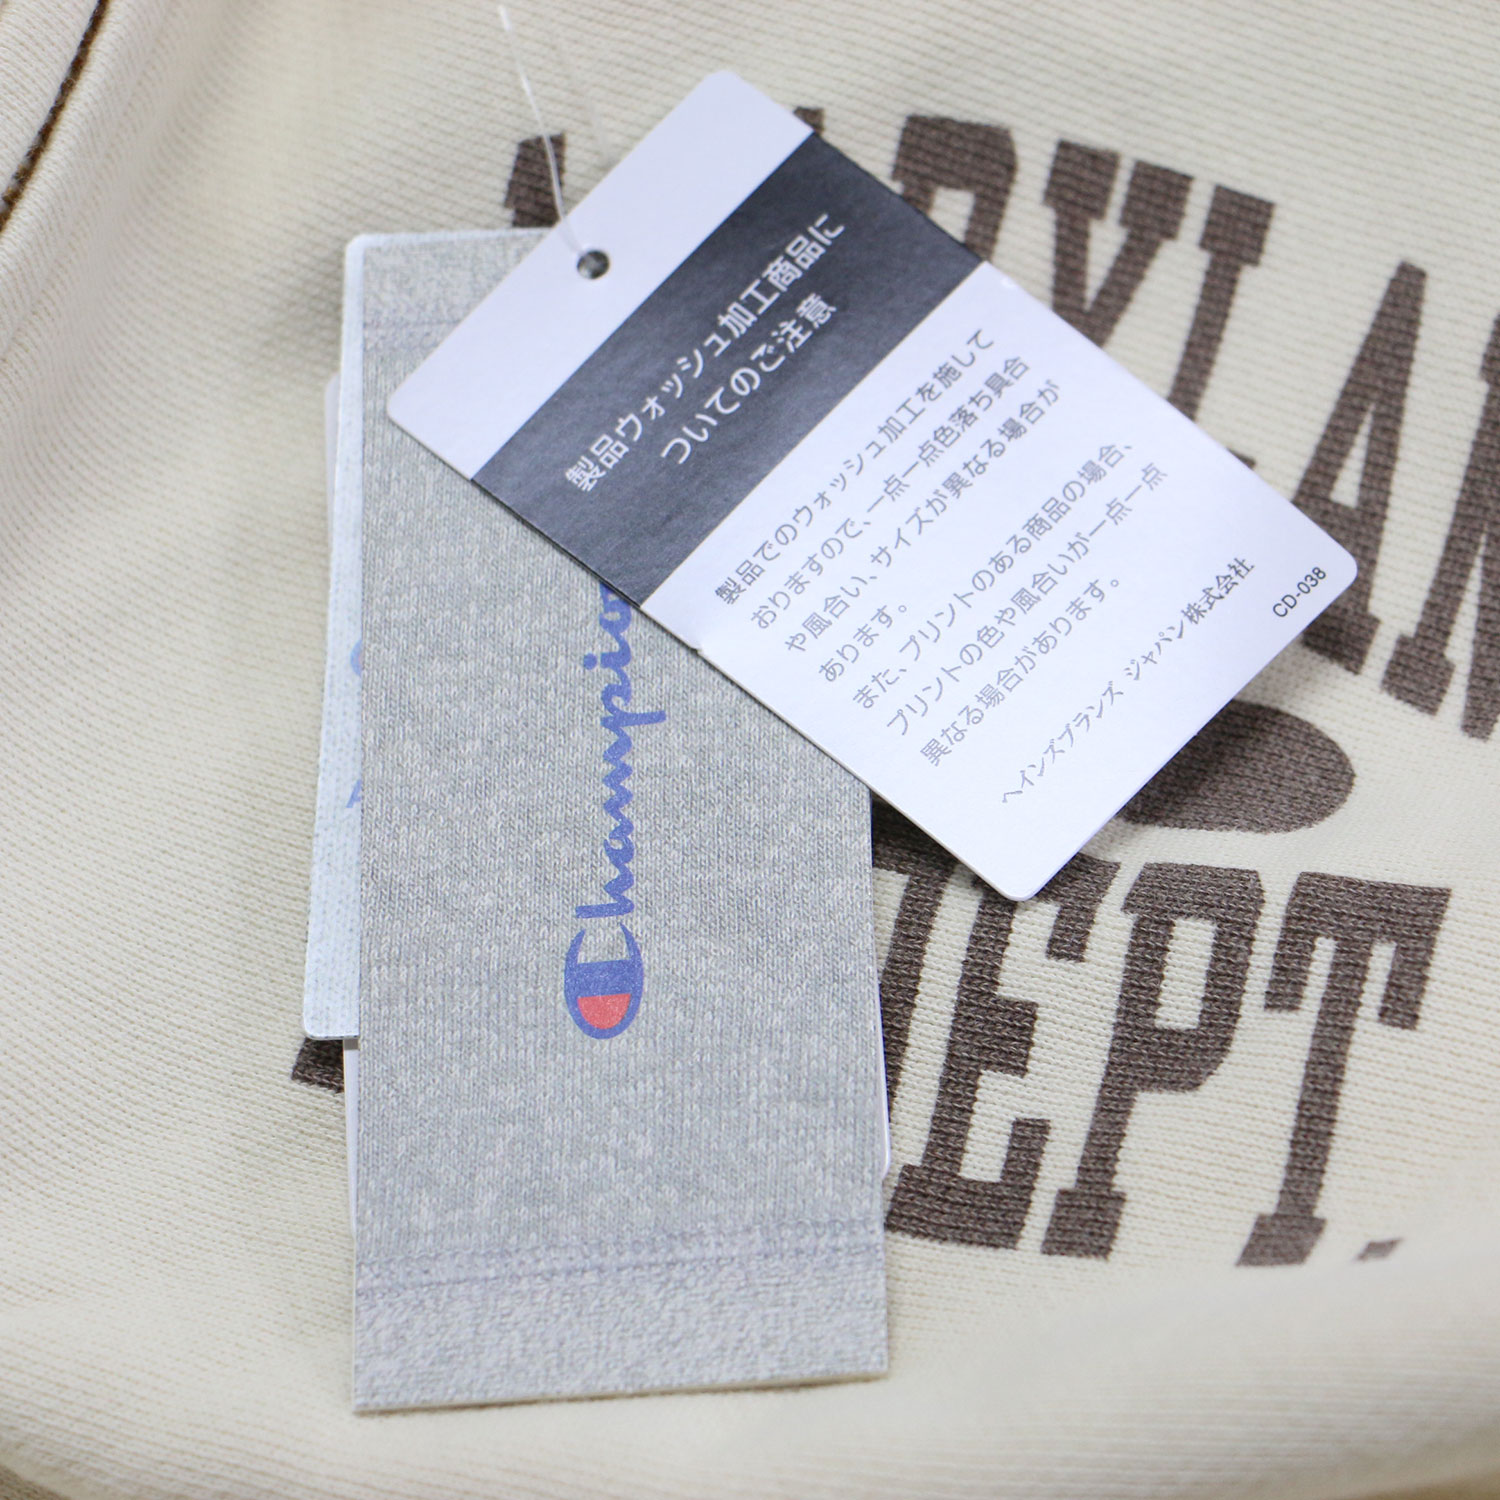 製品ウォッシュ加工商品に
ついてのご注意
製品でのウォッシュ加工を施して
おりますので、一点一点色落ち具合
や風合い、サイズが異なる場合が
あります。
また、プリントのある商品の場合、
プリントの色や風合いが一点一点
異なる場合があります。
ヘインズブランズ ジャパン株式会社
CD-038
Champio
DEPT.